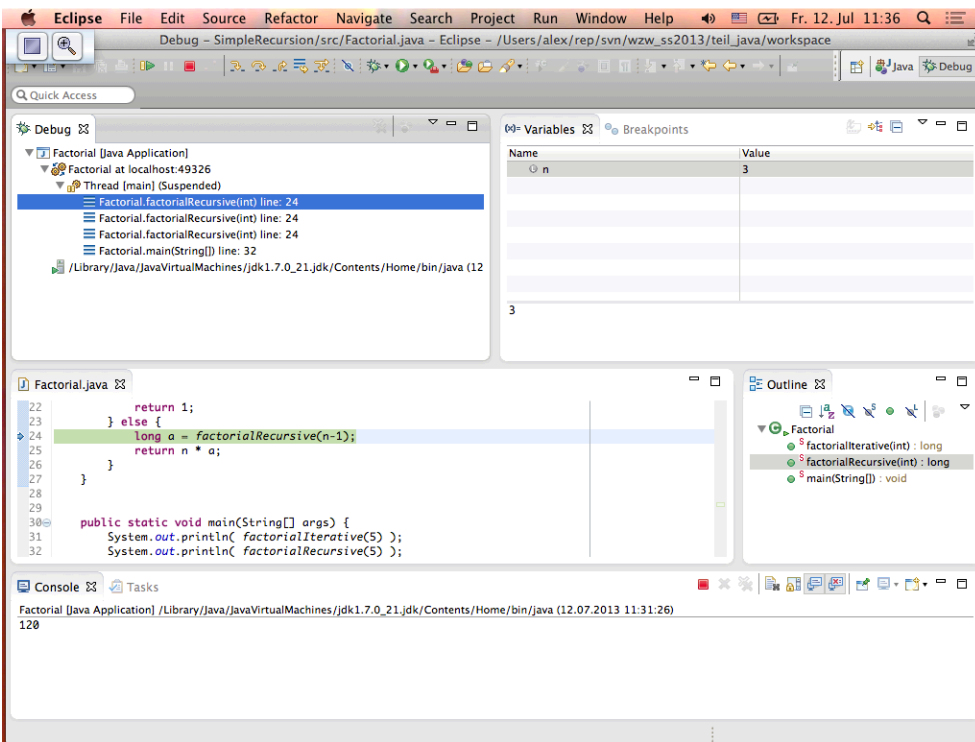 Eclipse File Edit Source Refactor Navigate Search Project Run Window Help Fr. 12. Jul 11:36
Debug – SimpleRecursion/src/Factorial.java – Eclipse – /Users/alex/rep/svn/wzw_ss2013/teil_java/workspace
Java Debug
Quick Access
Debug
Factorial [Java Application]
Factorial at localhost:49326
Thread [main] (Suspended)
Factorial.factorialRecursive(int) line: 24
Factorial.factorialRecursive(int) line: 24
Factorial.factorialRecursive(int) line: 24
Factorial.main(String[]) line: 32
/Library/Java/JavaVirtualMachines/jdk1.7.0_21.jdk/Contents/Home/bin/java (12
(x)= Variables Breakpoints
Name Value
n 3
3
Factorial.java
22 return 1;
23 } else {
24 long a = factorialRecursive(n-1);
25 return n * a;
26 }
27 }
28
29
30 public static void main(String[] args) {
31 System.out.println( factorialIterative(5) );
32 System.out.println( factorialRecursive(5) );
Outline
Factorial
S factorialIterative(int) : long
S factorialRecursive(int) : long
S main(String[]) : void
Console Tasks
Factorial [Java Application] /Library/Java/JavaVirtualMachines/jdk1.7.0_21.jdk/Contents/Home/bin/java (12.07.2013 11:31:26)
120